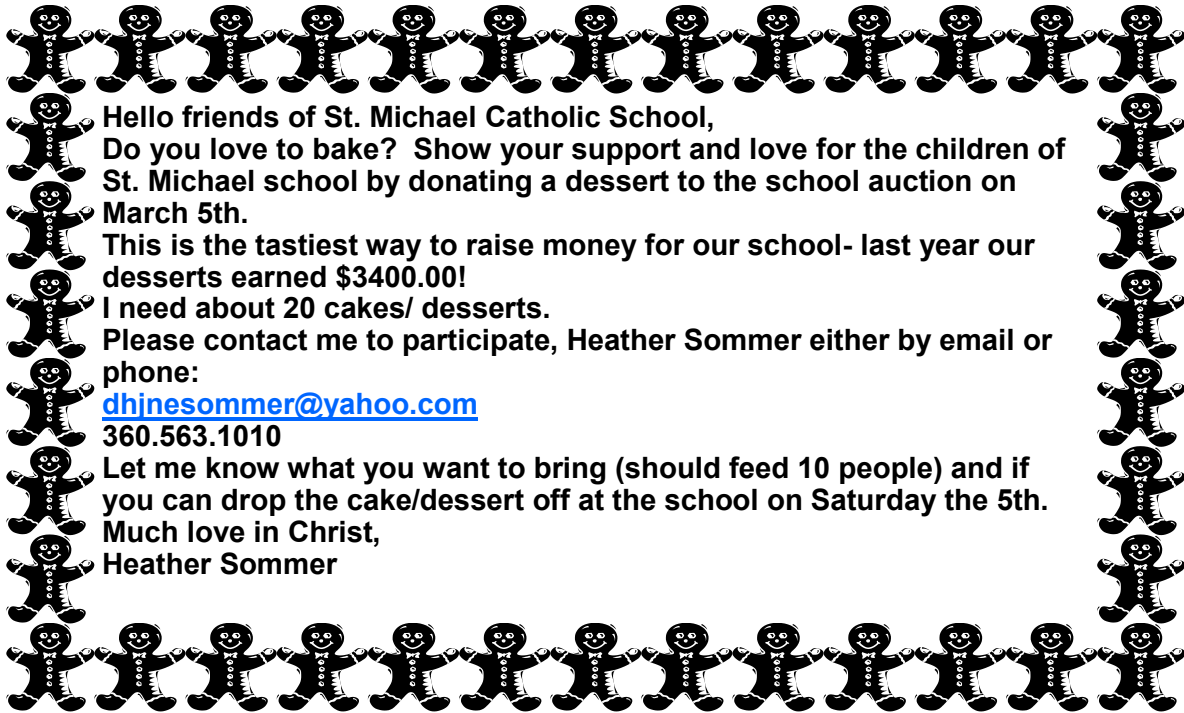 Hello friends of St. Michael Catholic School,
Do you love to bake?  Show your support and love for the children of
St. Michael school by donating a dessert to the school auction on
March 5th.
This is the tastiest way to raise money for our school- last year our
desserts earned $3400.00!
I need about 20 cakes/ desserts.
Please contact me to participate, Heather Sommer either by email or
phone:
dhjnesommer@yahoo.com
360.563.1010
Let me know what you want to bring (should feed 10 people) and if
you can drop the cake/dessert off at the school on Saturday the 5th.
Much love in Christ,
Heather Sommer